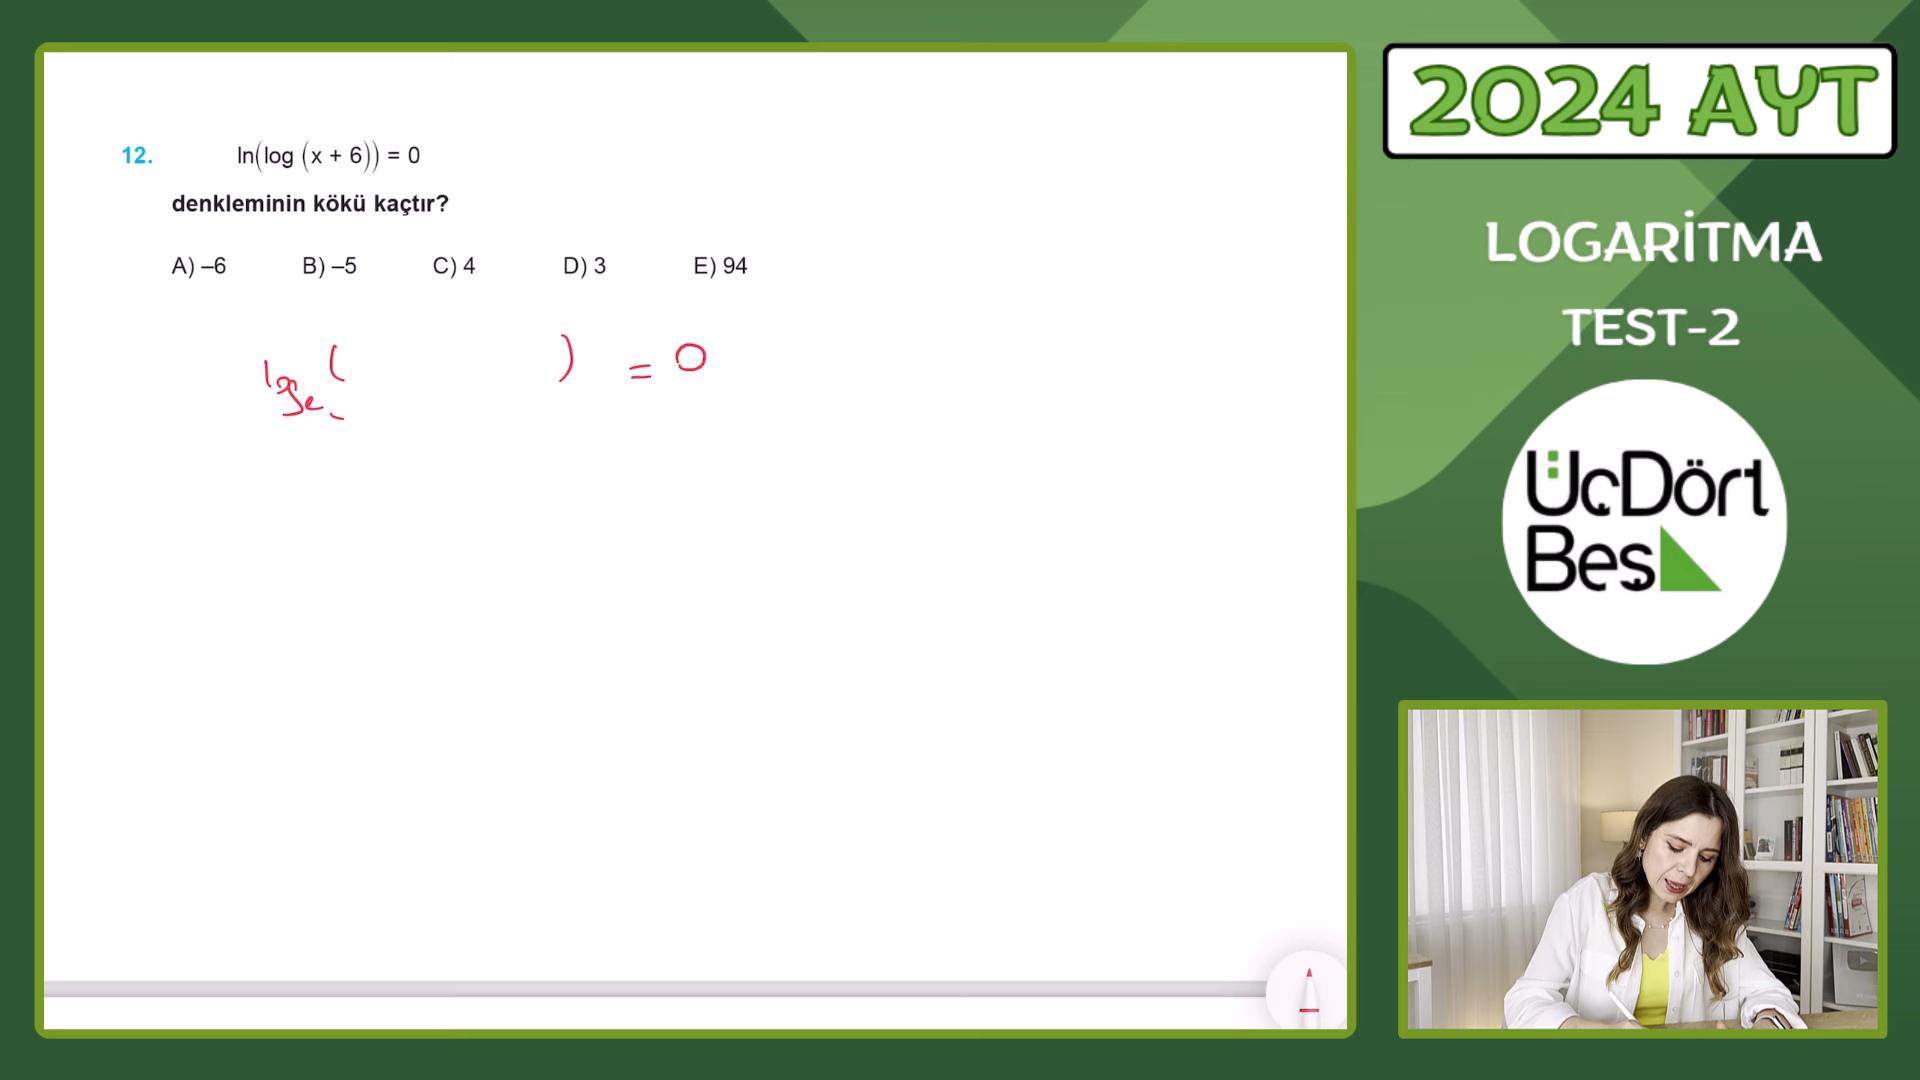 2024 AYT
LOGARİTMA
TEST-2
ÜçDört
Beş
12. ln(log (x + 6)) = 0
denkleminin kökü kaçtır?
A) –6 B) –5 C) 4 D) 3 E) 94
log e ( ) = 0